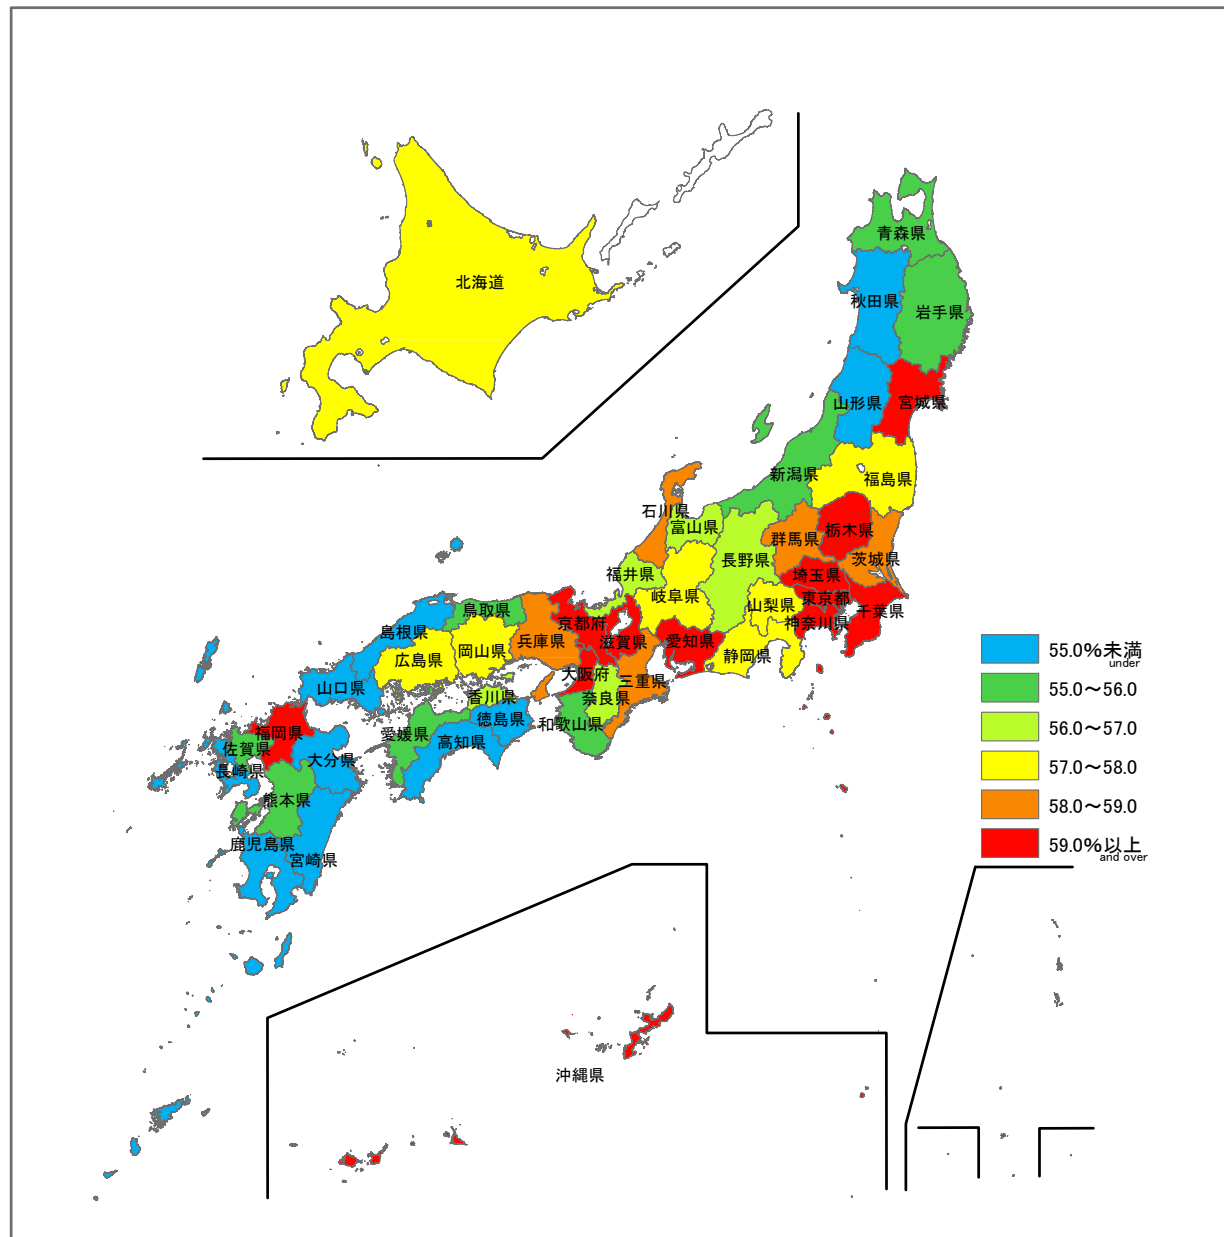 北海道
青森県
秋田県
岩手県
山形県
宮城県
新潟県
福島県
石川県
富山県
群馬県
栃木県
長野県
茨城県
福井県
埼玉県
岐阜県
山梨県
東京都
千葉県
神奈川県
鳥取県
京都府
島根県
兵庫県
滋賀県
愛知県
静岡県
広島県
岡山県
大阪府
三重県
山口県
香川県
奈良県
徳島県
和歌山県
福岡県
愛媛県
高知県
佐賀県
大分県
長崎県
熊本県
鹿児島県
宮崎県
沖縄県
55.0%未満
under
55.0～56.0
56.0～57.0
57.0～58.0
58.0～59.0
59.0%以上
and over